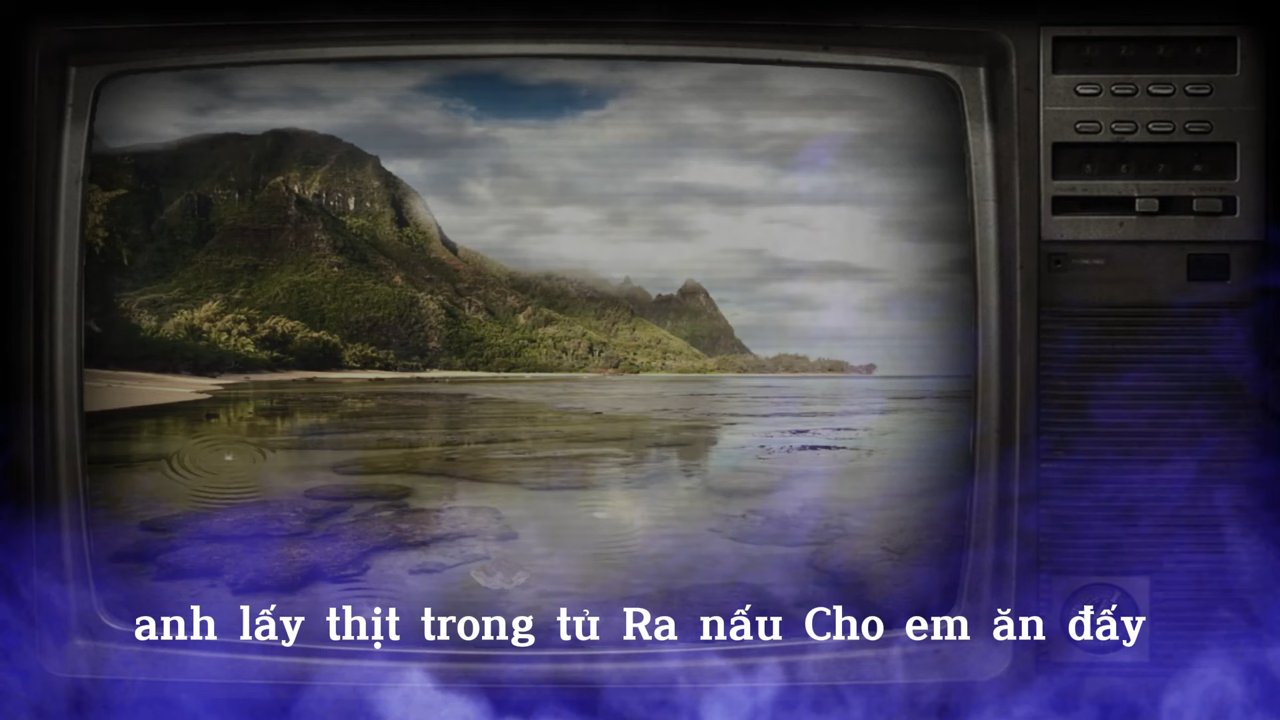 anh lấy thịt trong tủ Ra nấu Cho em ăn đấy